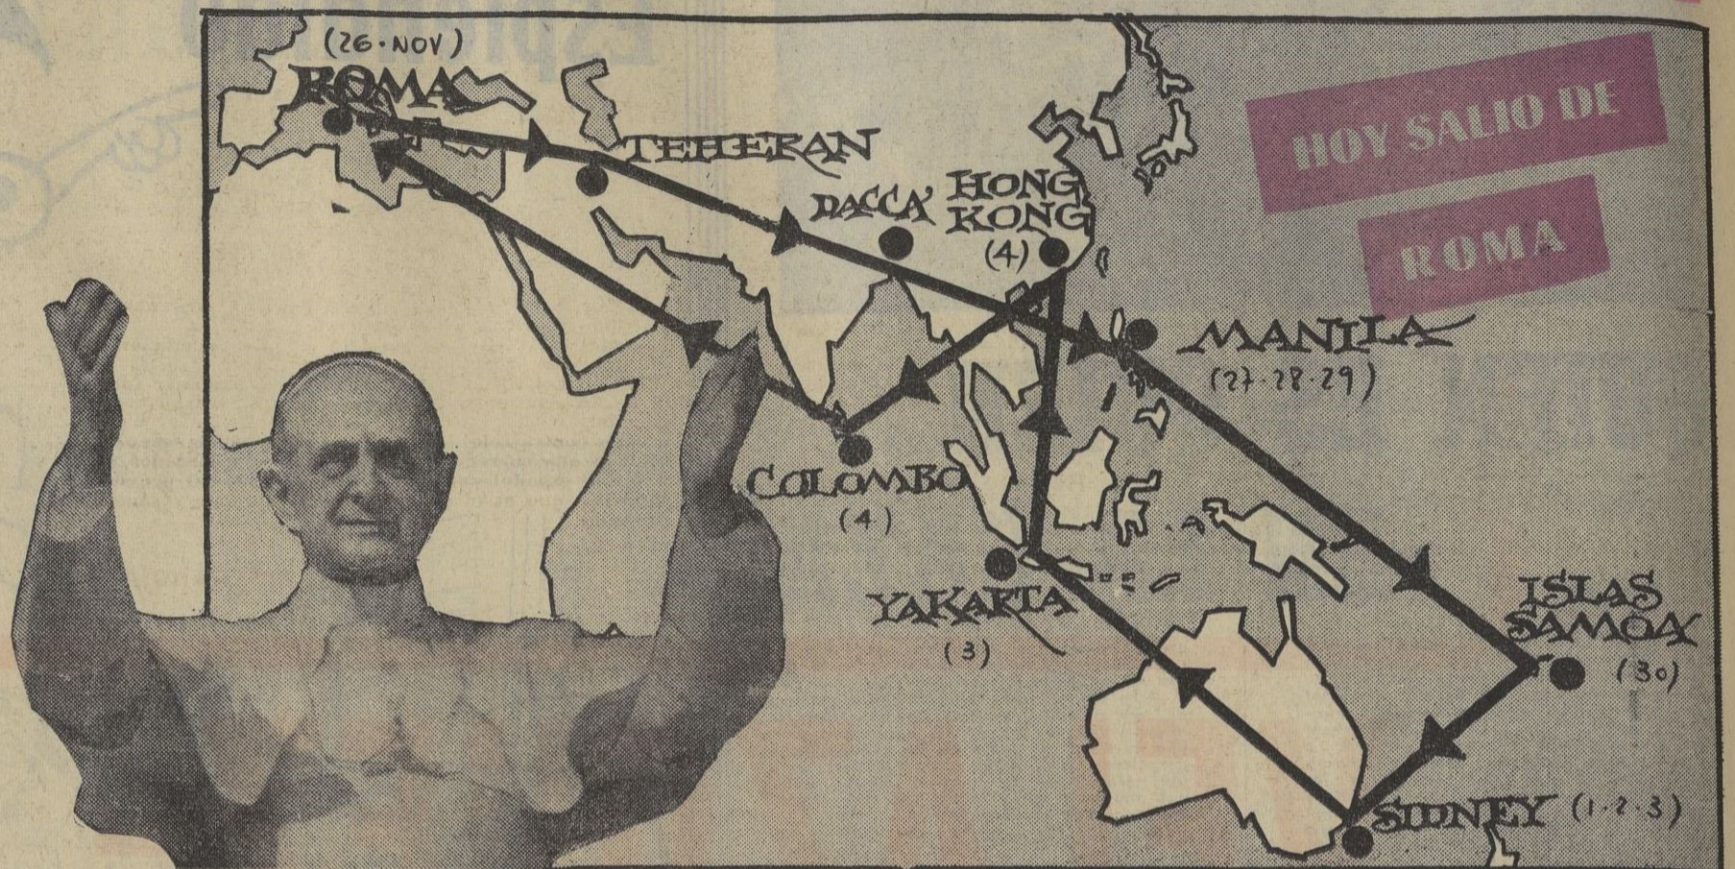 (26·NOV)
ROMA
HOY SALIO DE
ROMA
TEHERAN
DACCA'
HONG
KONG
(4)
MANILA
(27·28·29)
COLOMBO
(4)
YAKARTA
(3)
ISLAS
SAMOA
(30)
SIDNEY (1·2·3)